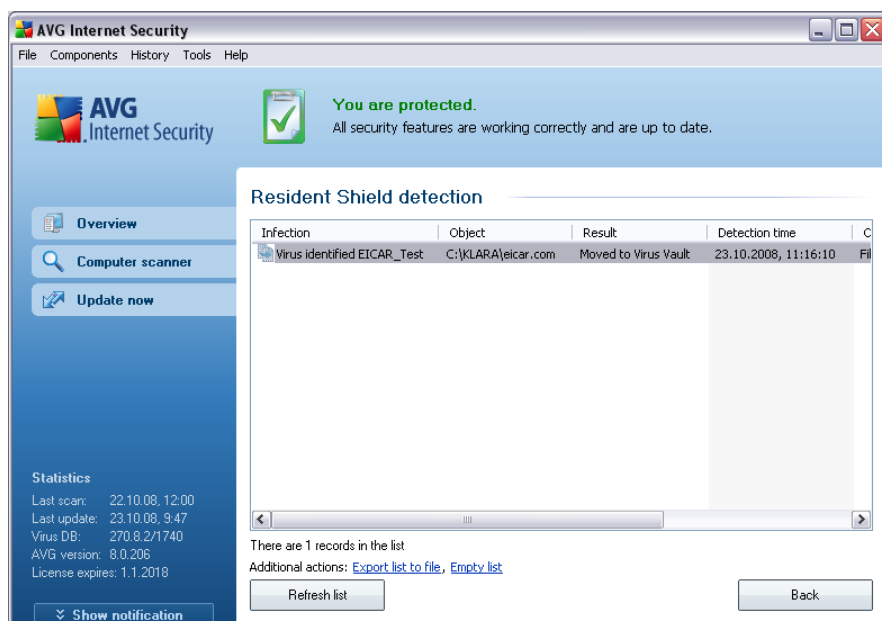 AVG Internet Security
File Components History Tools Help
AVG
Internet Security
You are protected.
All security features are working correctly and are up to date.
Overview
Computer scanner
Update now
Resident Shield detection
Infection Object Result Detection time C
Virus identified EICAR_Test C:\KLARA\eicar.com Moved to Virus Vault 23.10.2008, 11:16:10 Fil
There are 1 records in the list
Additional actions: Export list to file, Empty list
Refresh list Back
Statistics
Last scan: 22.10.08, 12:00
Last update: 23.10.08, 9:47
Virus DB: 270.8.2/1740
AVG version: 8.0.206
License expires: 1.1.2018
Show notification